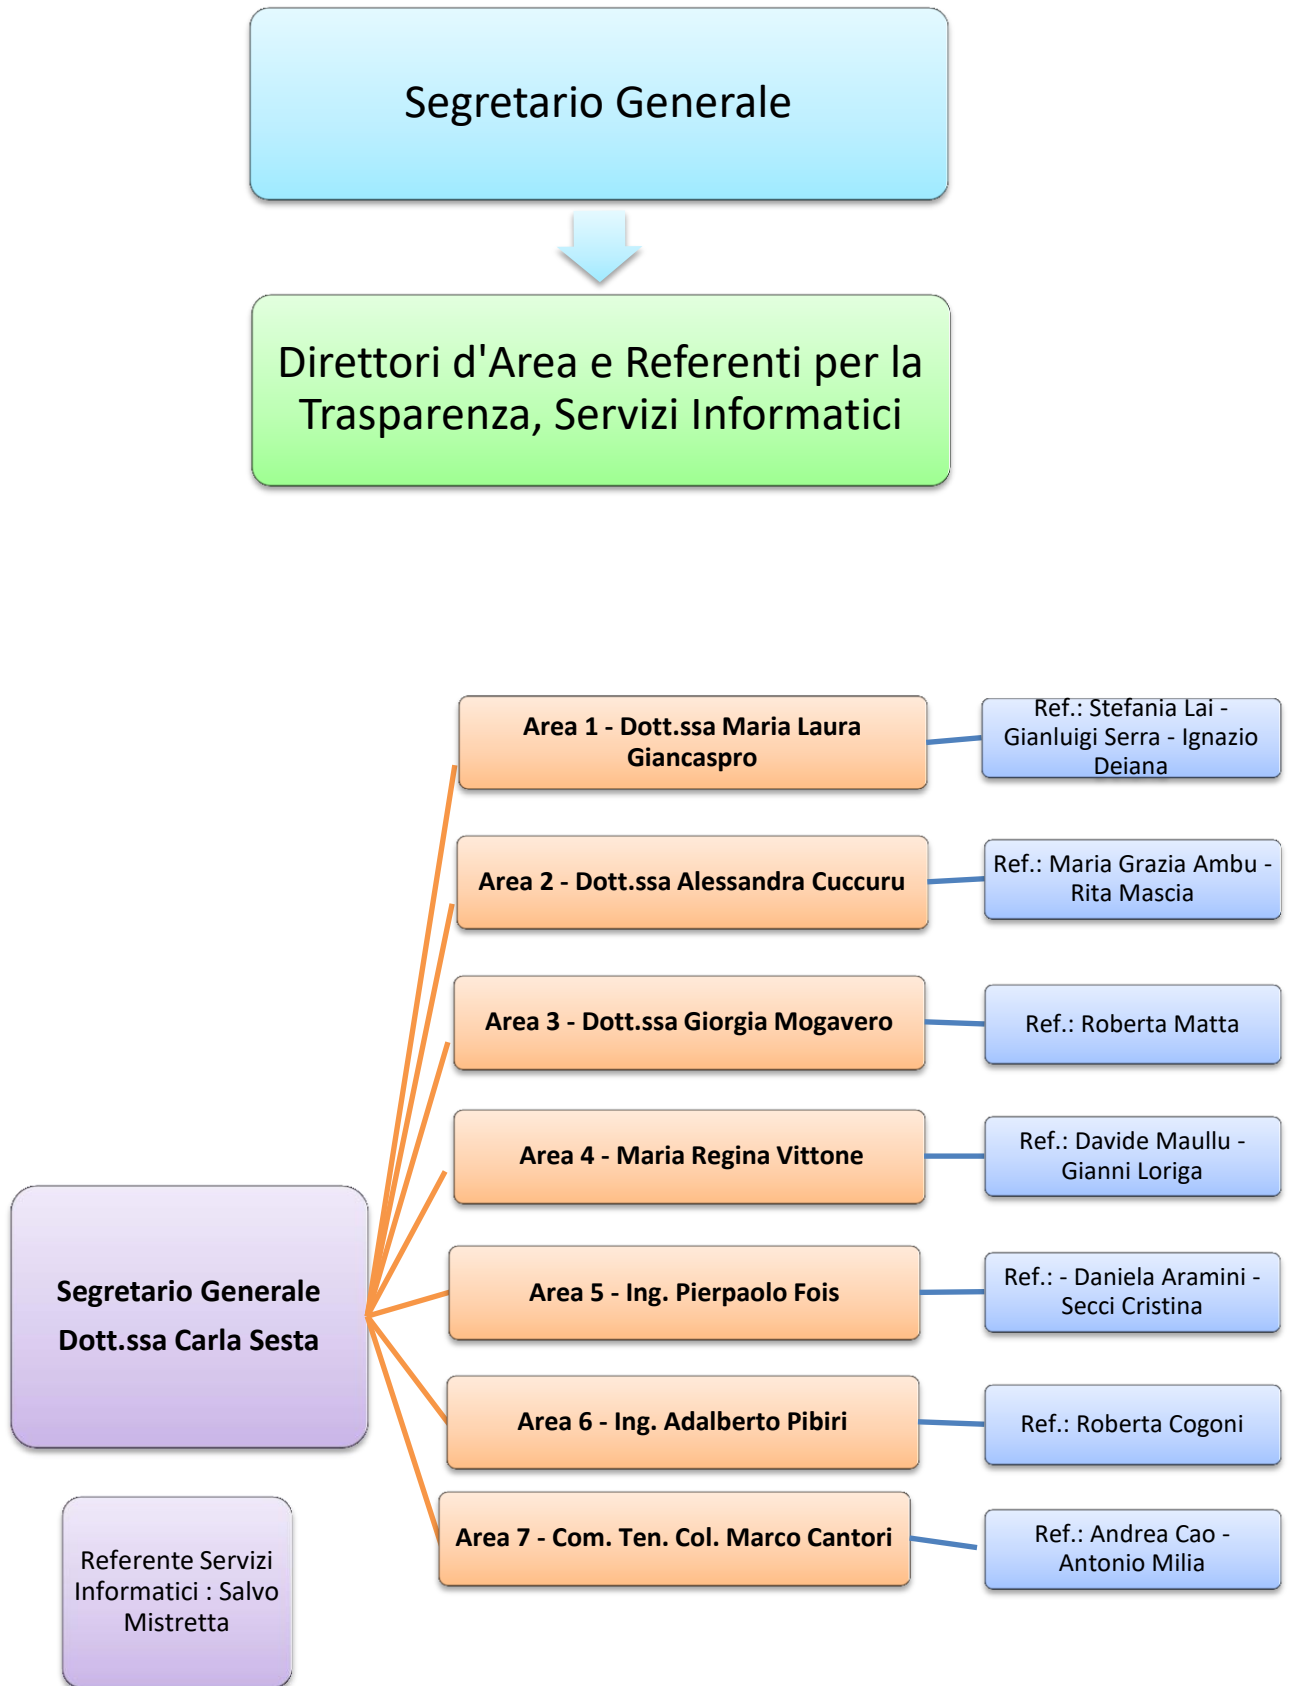 Segretario Generale
Direttori d'Area e Referenti per la
Trasparenza, Servizi Informatici
Area 1 - Dott.ssa Maria Laura
Giancaspro
Ref.: Stefania Lai -
Gianluigi Serra - Ignazio
Deiana
Area 2 - Dott.ssa Alessandra Cuccuru
Ref.: Maria Grazia Ambu -
Rita Mascia
Area 3 - Dott.ssa Giorgia Mogavero
Ref.: Roberta Matta
Area 4 - Maria Regina Vittone
Ref.: Davide Maullu -
Gianni Loriga
Segretario Generale
Dott.ssa Carla Sesta
Area 5 - Ing. Pierpaolo Fois
Ref.: - Daniela Aramini -
Secci Cristina
Area 6 - Ing. Adalberto Pibiri
Ref.: Roberta Cogoni
Area 7 - Com. Ten. Col. Marco Cantori
Ref.: Andrea Cao -
Antonio Milia
Referente Servizi
Informatici : Salvo
Mistretta